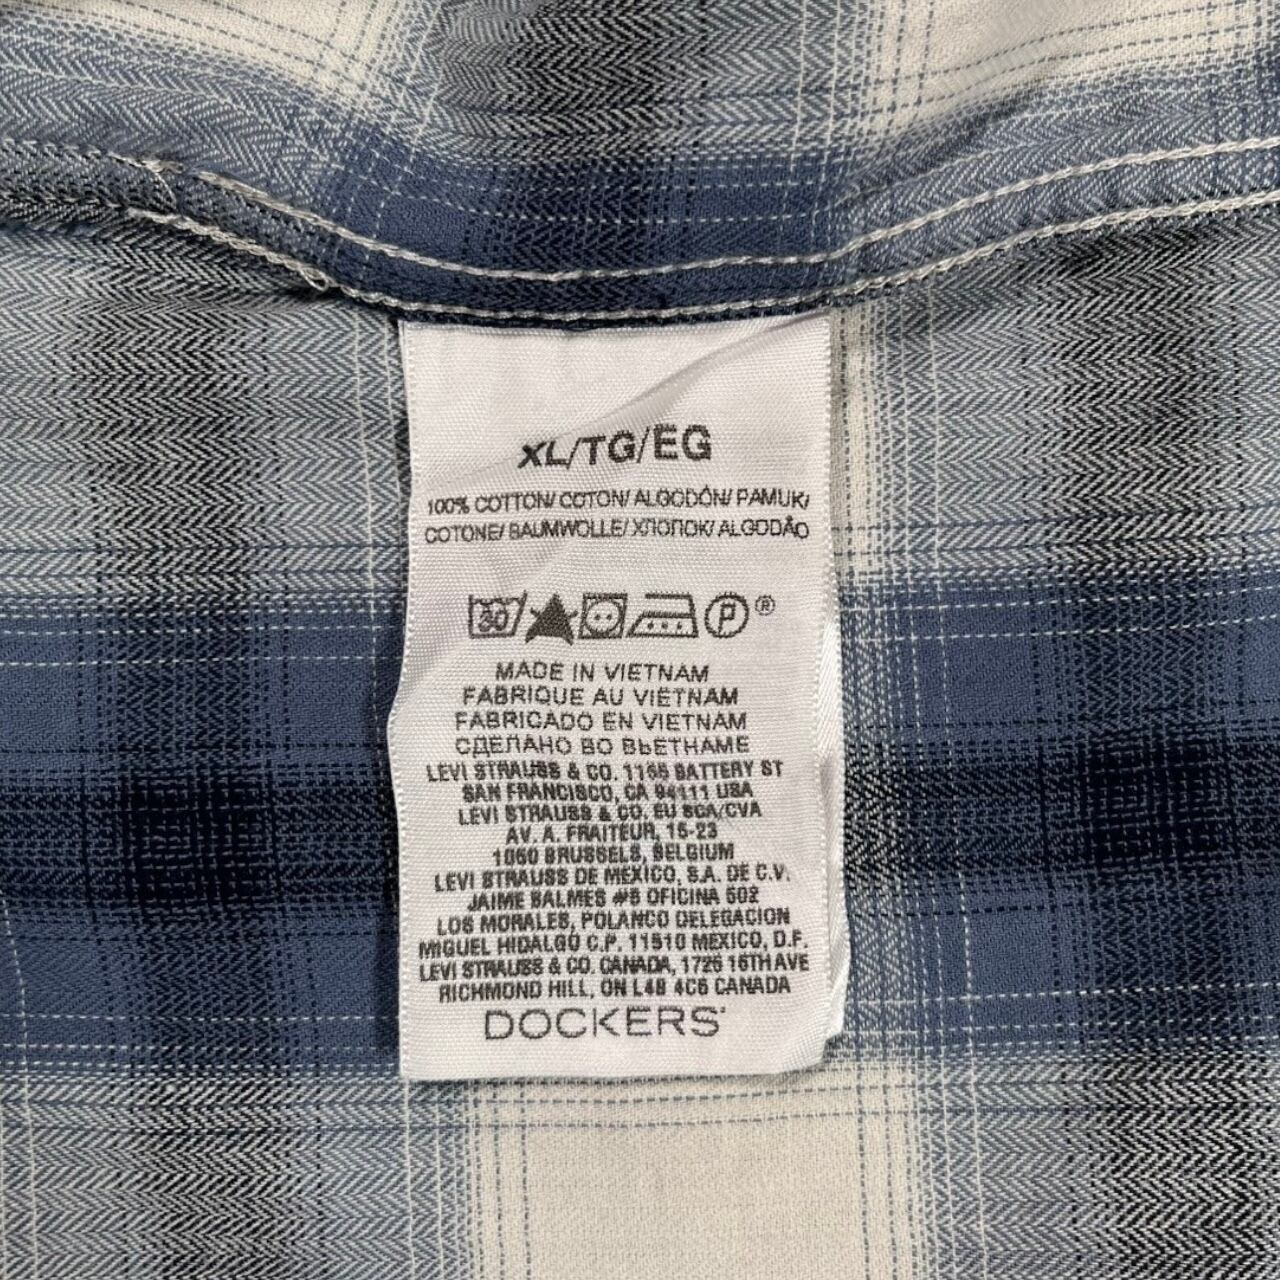 XL/TG/EG
100% COTTON/ COTON/ ALGODÓN/ PAMUK/
COTONE/ BAUMWOLLE/ ХЛОПОК/ ALGODÃO
30 P ®
MADE IN VIETNAM
FABRIQUE AU VIETNAM
FABRICADO EN VIETNAM
СДЕЛАНО ВО ВЬЕТНАМЕ
LEVI STRAUSS & CO. 1155 BATTERY ST
SAN FRANCISCO, CA 94111 USA
LEVI STRAUSS & CO. EU SCA/CVA
AV. A. FRAITEUR, 15-23
1050 BRUSSELS, BELGIUM
LEVI STRAUSS DE MEXICO, S.A. DE C.V.
JAIME BALMES #8 OFICINA 502
LOS MORALES, POLANCO DELEGACION
MIGUEL HIDALGO C.P. 11510 MEXICO, D.F.
LEVI STRAUSS & CO. CANADA, 1725 16TH AVE
RICHMOND HILL, ON L4B 4C6 CANADA
DOCKERS®